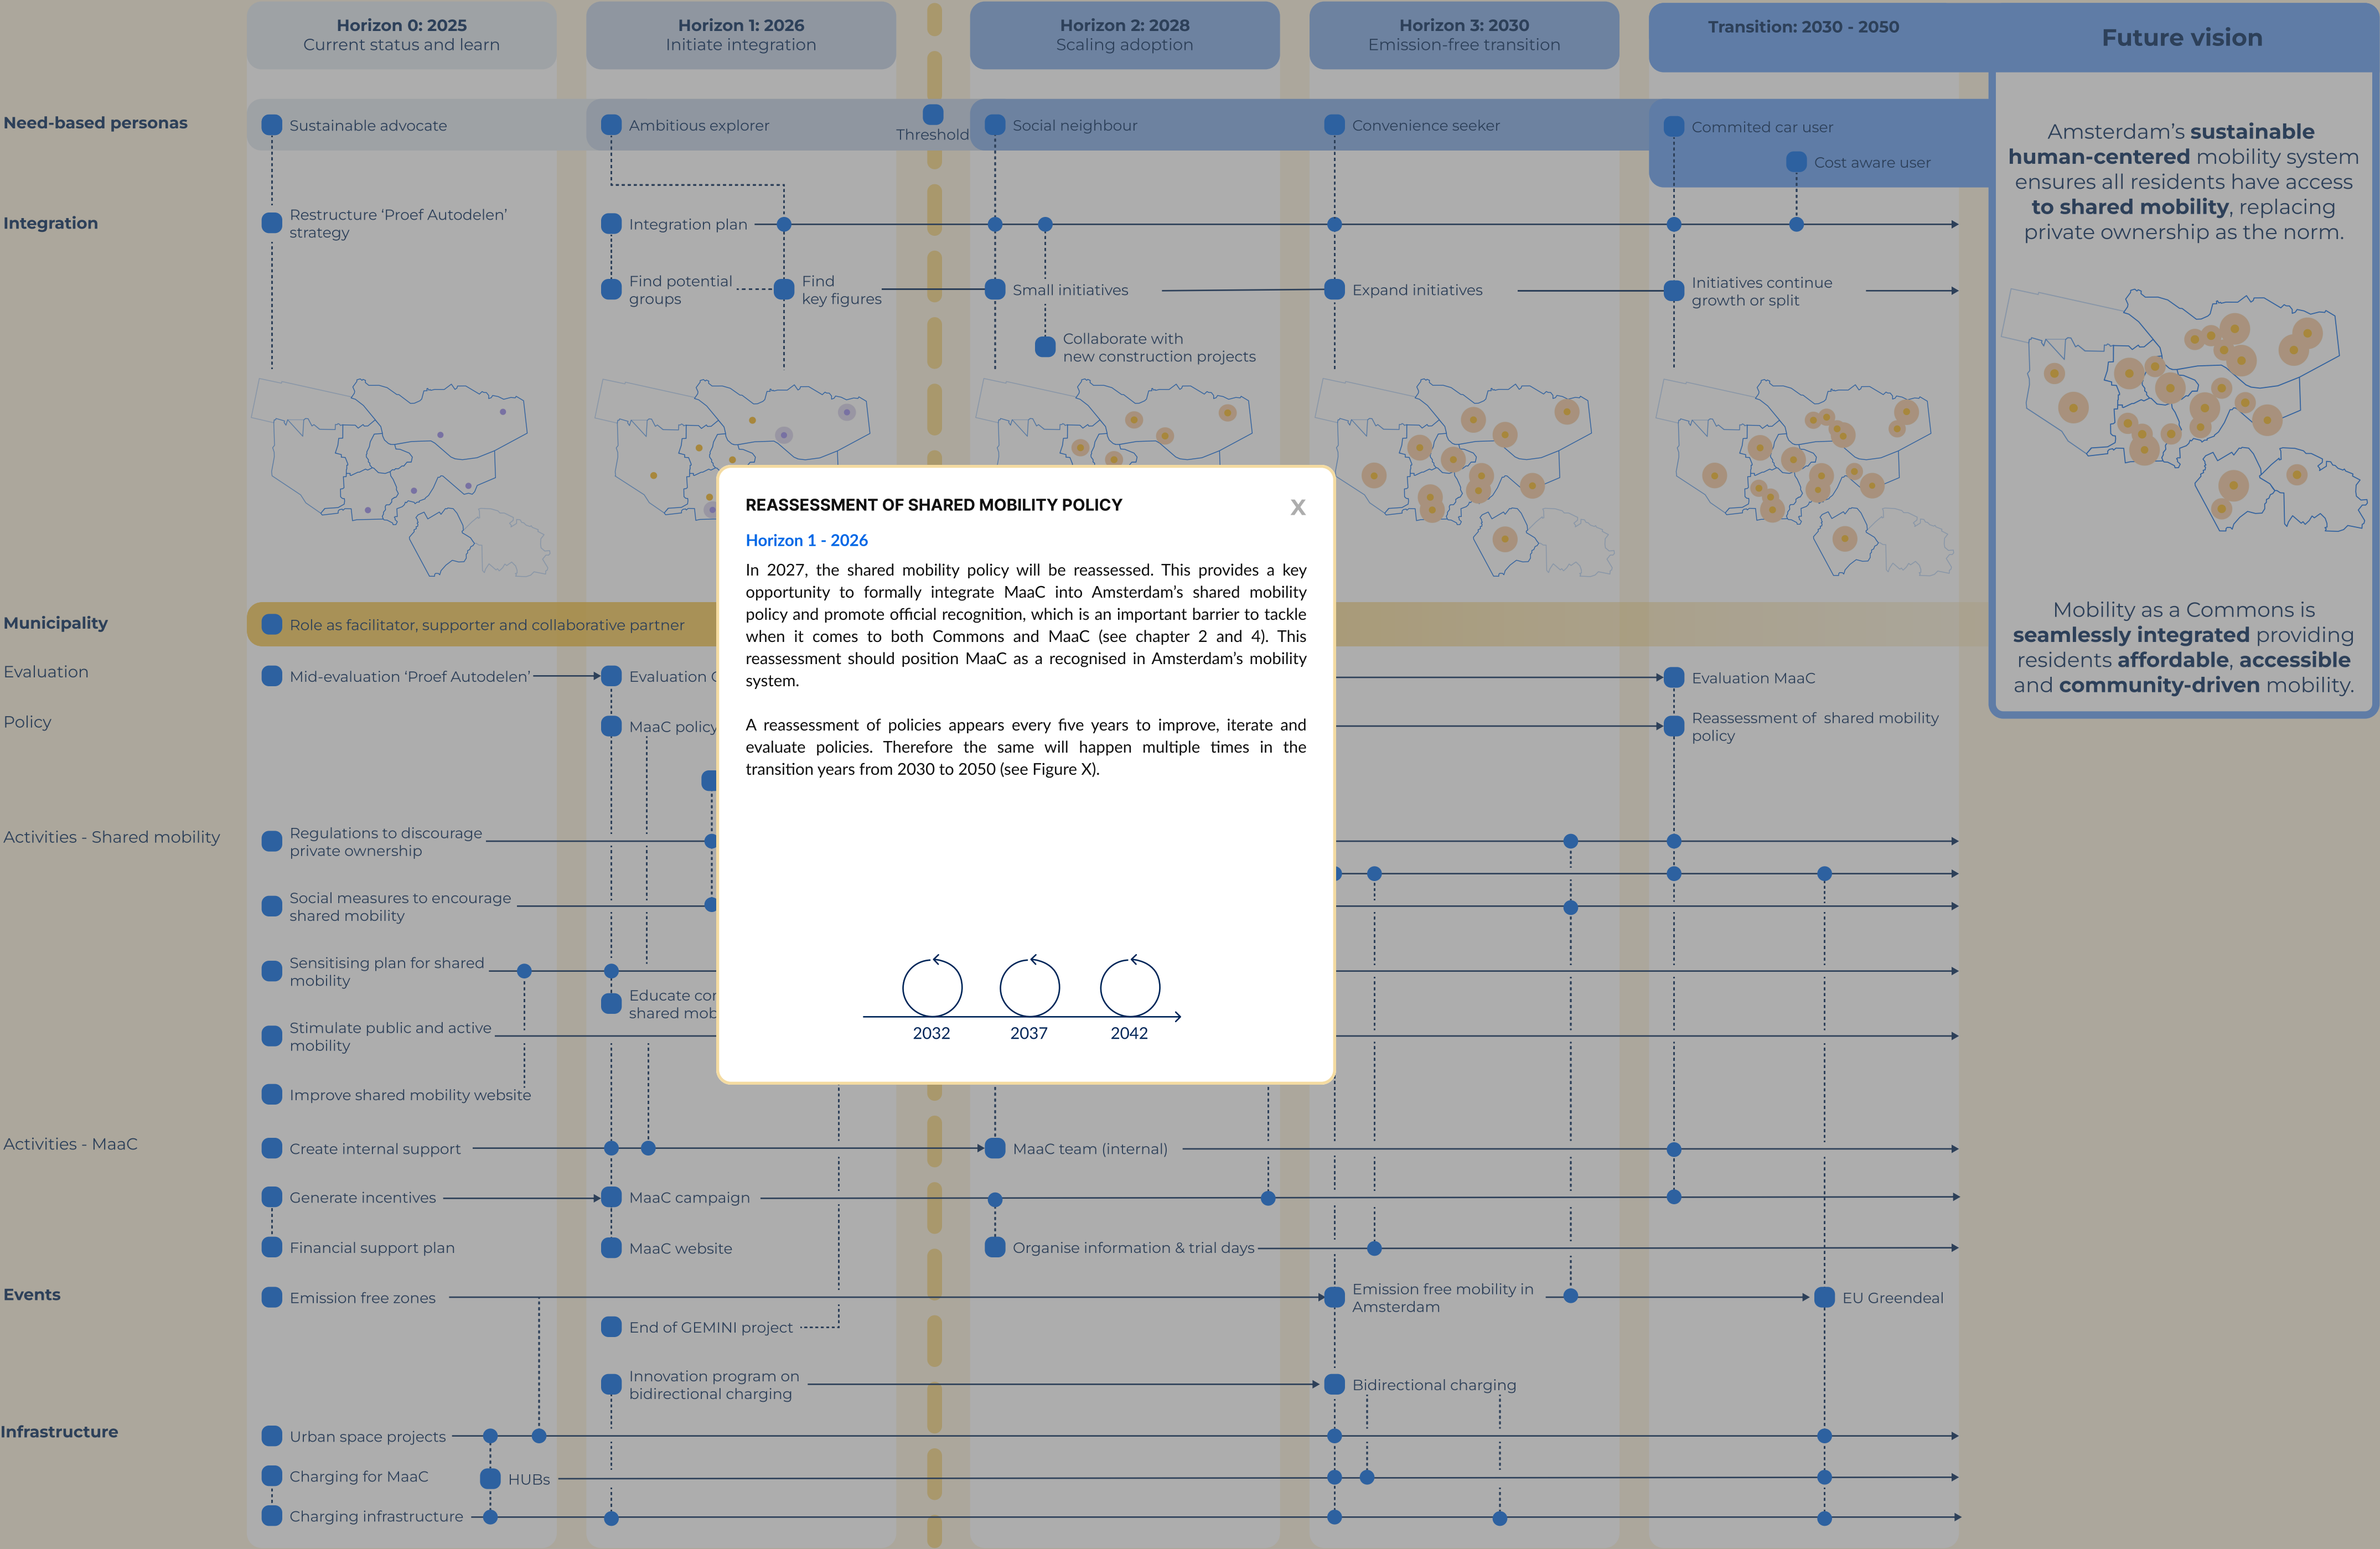 Horizon 0: 2025
Current status and learn
Horizon 1: 2026
Initiate integration
Horizon 2: 2028
Scaling adoption
Horizon 3: 2030
Emission-free transition
Transition: 2030 - 2050
Future vision
Need-based personas
Sustainable advocate
Ambitious explorer
Threshold
Social neighbour
Convenience seeker
Commited car user
Cost aware user
Amsterdam’s sustainable
human-centered mobility system
ensures all residents have access
to shared mobility, replacing
private ownership as the norm.
Integration
Restructure ‘Proef Autodelen’
strategy
Integration plan
Find potential
groups
Find
key figures
Small initiatives
Expand initiatives
Initiatives continue
growth or split
Collaborate with
new construction projects
REASSESSMENT OF SHARED MOBILITY POLICY
X
Horizon 1 - 2026
In 2027, the shared mobility policy will be reassessed. This provides a key
opportunity to formally integrate MaaC into Amsterdam’s shared mobility
policy and promote official recognition, which is an important barrier to tackle
when it comes to both Commons and MaaC (see chapter 2 and 4). This
reassessment should position MaaC as a recognised in Amsterdam’s mobility
system.
A reassessment of policies appears every five years to improve, iterate and
evaluate policies. Therefore the same will happen multiple times in the
transition years from 2030 to 2050 (see Figure X).
2032
2037
2042
Mobility as a Commons is
seamlessly integrated providing
residents affordable, accessible
and community-driven mobility.
Municipality
Role as facilitator, supporter and collaborative partner
Evaluation
Mid-evaluation ‘Proef Autodelen’
Evaluation
Evaluation MaaC
Policy
MaaC policy
Reassessment of shared mobility
policy
Activities - Shared mobility
Regulations to discourage
private ownership
Social measures to encourage
shared mobility
Sensitising plan for shared
mobility
Educate
shared
Stimulate public and active
mobility
Improve shared mobility website
Activities - MaaC
Create internal support
MaaC team (internal)
Generate incentives
MaaC campaign
Financial support plan
MaaC website
Organise information & trial days
Events
Emission free zones
Emission free mobility in
Amsterdam
EU Greendeal
End of GEMINI project
Innovation program on
bidirectional charging
Bidirectional charging
Infrastructure
Urban space projects
Charging for MaaC
HUBs
Charging infrastructure